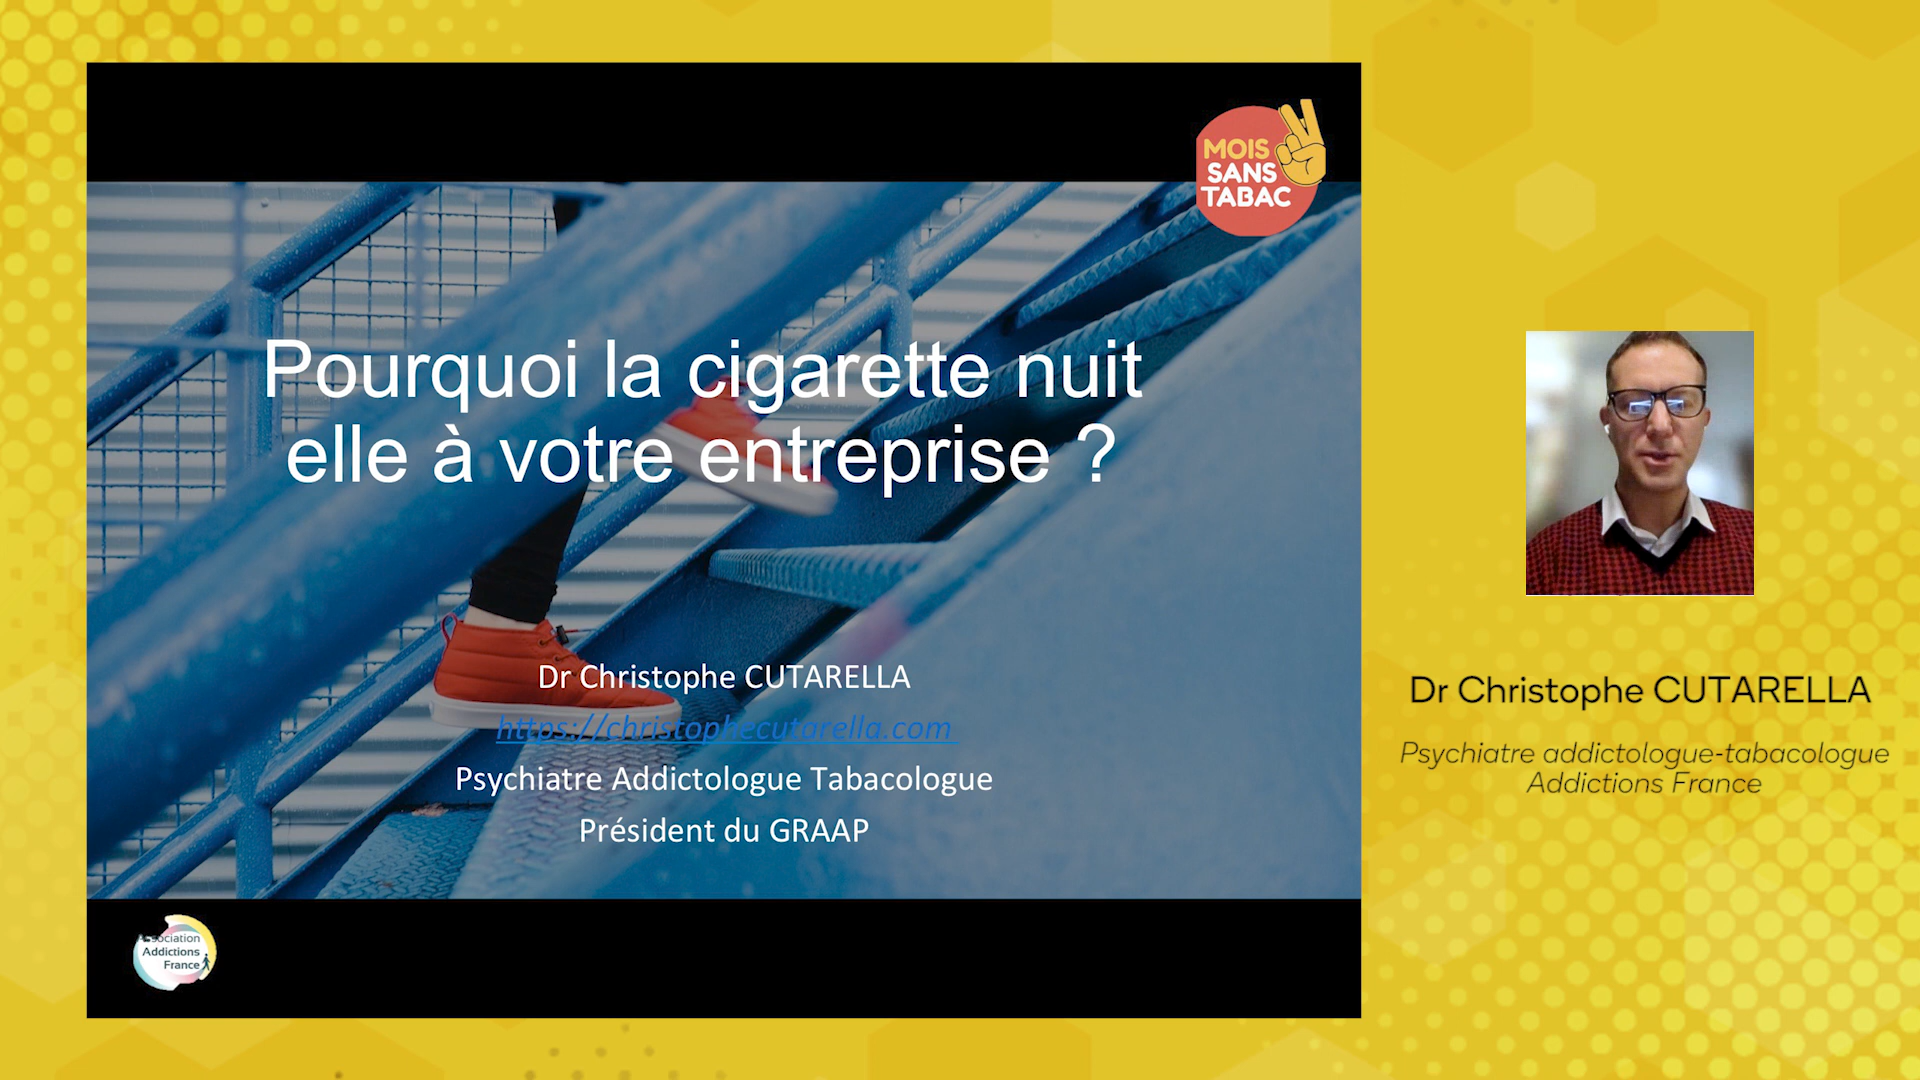 MOIS
SANS
TABAC
Pourquoi la cigarette nuit
elle à votre entreprise ?
Dr Christophe CUTARELLA
https://christophecutarella.com
Psychiatre Addictologue Tabacologue
Président du GRAAP
Association
Addictions
France
Dr Christophe CUTARELLA
Psychiatre addictologue-tabacologue
Addictions France